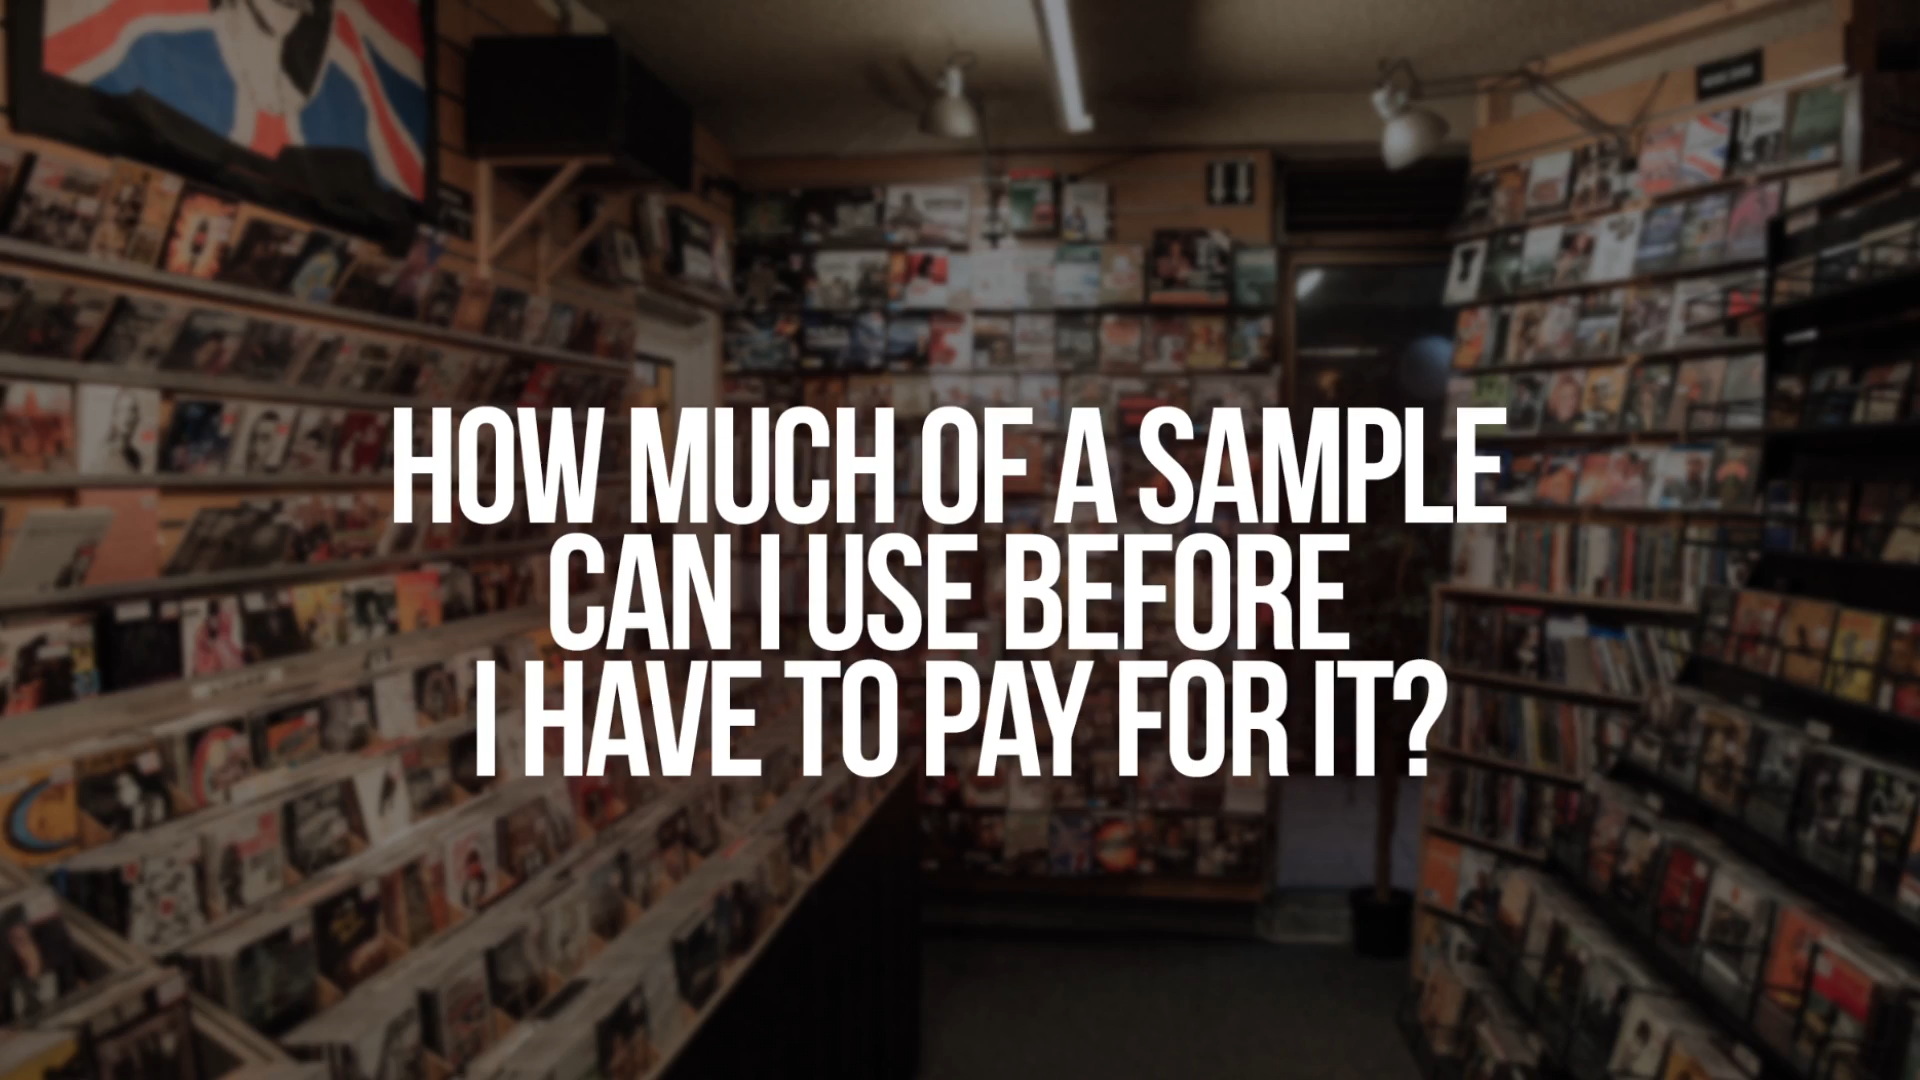 HOW MUCH OF A SAMPLE
CAN I USE BEFORE
I HAVE TO PAY FOR IT?